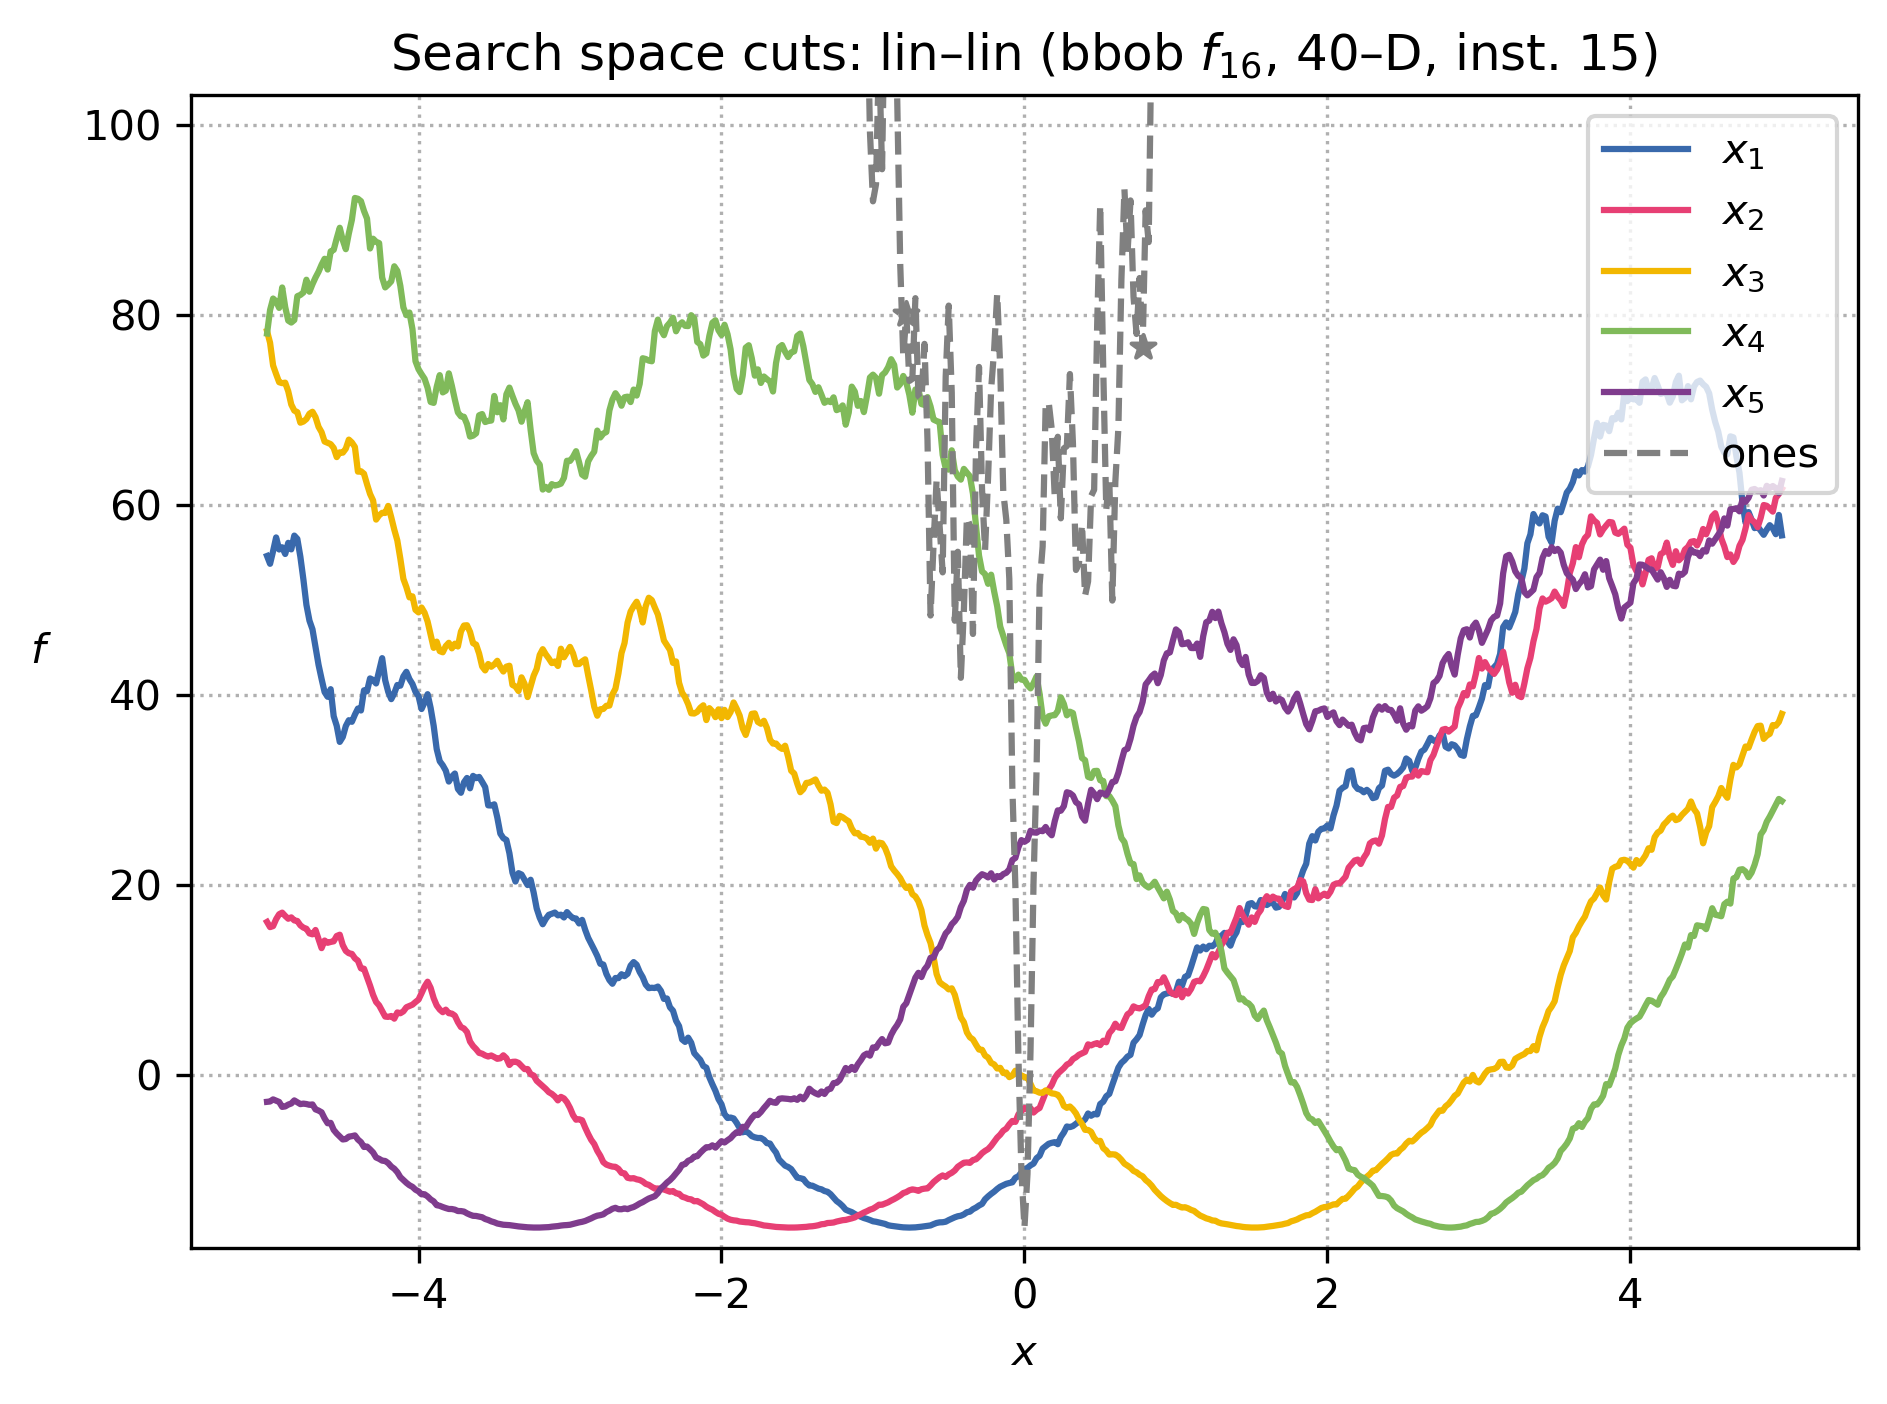 Search space cuts: lin–lin (bbob f₁₆, 40–D, inst. 15)
100
80
60
40
20
0
f
−4
−2
0
2
4
x
x₁
x₂
x₃
x₄
x₅
ones